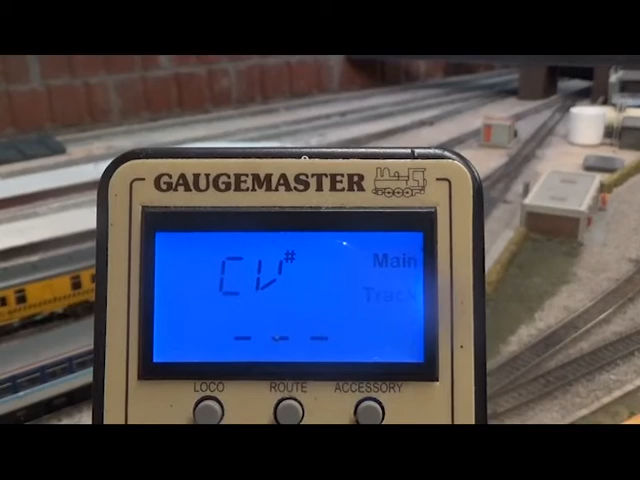 GAUGEMASTER
CV#
Main
Track
_ _ _
LOCO ROUTE ACCESSORY